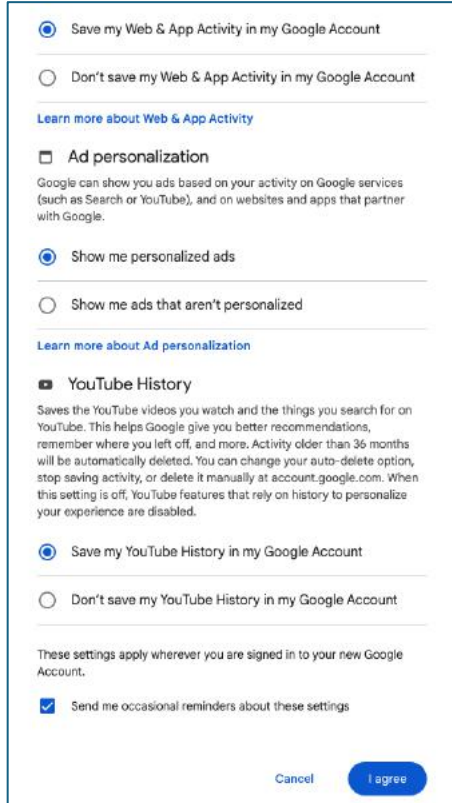 Save my Web & App Activity in my Google Account
Don't save my Web & App Activity in my Google Account
Learn more about Web & App Activity
Ad personalization
Google can show you ads based on your activity on Google services
(such as Search or YouTube), and on websites and apps that partner
with Google.
Show me personalized ads
Show me ads that aren't personalized
Learn more about Ad personalization
YouTube History
Saves the YouTube videos you watch and the things you search for on
YouTube. This helps Google give you better recommendations,
remember where you left off, and more. Activity older than 36 months
will be automatically deleted. You can change your auto-delete option,
stop saving activity, or delete it manually at account.google.com. When
this setting is off, YouTube features that rely on history to personalize
your experience are disabled.
Save my YouTube History in my Google Account
Don't save my YouTube History in my Google Account
These settings apply wherever you are signed in to your new Google
Account.
Send me occasional reminders about these settings
Cancel
I agree